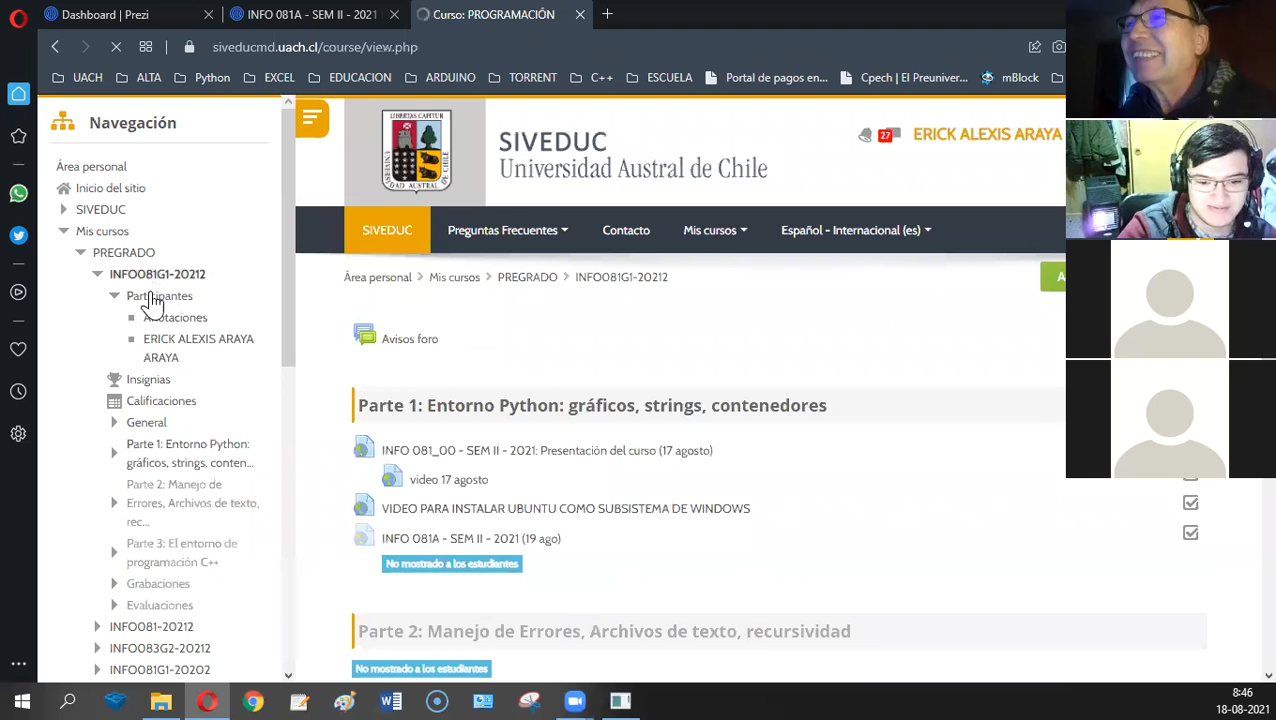 Dashboard | Prezi
INFO 081A - SEM II - 2021
Curso: PROGRAMACIÓN
siveducmd.uach.cl/course/view.php
UACH
ALTA
Python
EXCEL
EDUCACION
ARDUINO
TORRENT
C++
ESCUELA
Portal de pagos en...
Cpech | El Preuniver...
mBlock
Navegación
Área personal
Inicio del sitio
SIVEDUC
Mis cursos
PREGRADO
INFO081G1-20212
Participantes
ERICK ALEXIS ARAYA
ARAYA
Insignias
Calificaciones
General
Parte 1: Entorno Python:
gráficos, strings, conten...
Parte 2: Manejo de
Errores, Archivos de texto,
rec...
Parte 3: El entorno de
programación C++
Grabaciones
Evaluaciones
INFO081-20212
INFO083G2-20212
INFO081G1-20202
LIBERTAS CAPITUR
SIVEDUC
Universidad Austral de Chile
27
ERICK ALEXIS ARAYA
SIVEDUC
Preguntas Frecuentes
Contacto
Mis cursos
Español - Internacional (es)
Área personal
Mis cursos
PREGRADO
INFO081G1-20212
A
Avisos foro
Parte 1: Entorno Python: gráficos, strings, contenedores
INFO 081_00 - SEM II - 2021: Presentación del curso (17 agosto)
video 17 agosto
VIDEO PARA INSTALAR UBUNTU COMO SUBSISTEMA DE WINDOWS
INFO 081A - SEM II - 2021 (19 ago)
No mostrado a los estudiantes
Parte 2: Manejo de Errores, Archivos de texto, recursividad
No mostrado a los estudiantes
8:46
18-08-2021